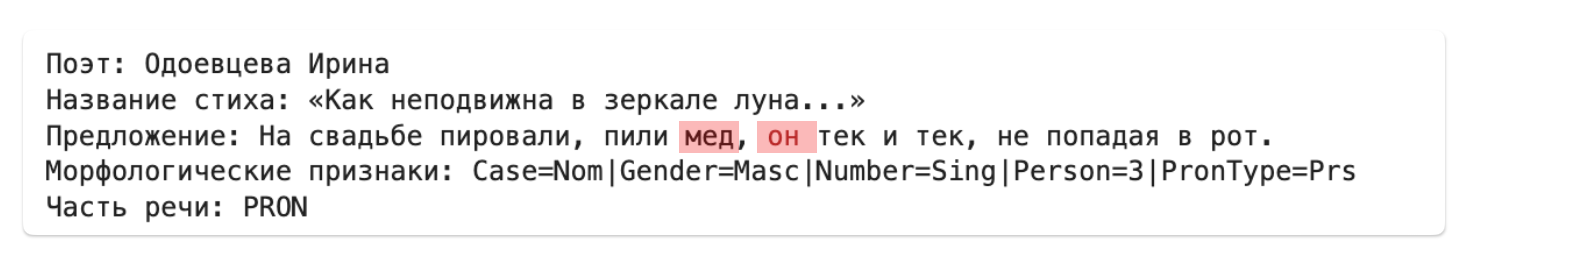 Поэт: Одоевцева Ирина
Название стиха: «Как неподвижна в зеркале луна...»
Предложение: На свадьбе пировали, пили мед, он тек и тек, не попадая в рот.
Морфологические признаки: Case=Nom|Gender=Masc|Number=Sing|Person=3|PronType=Prs
Часть речи: PRON